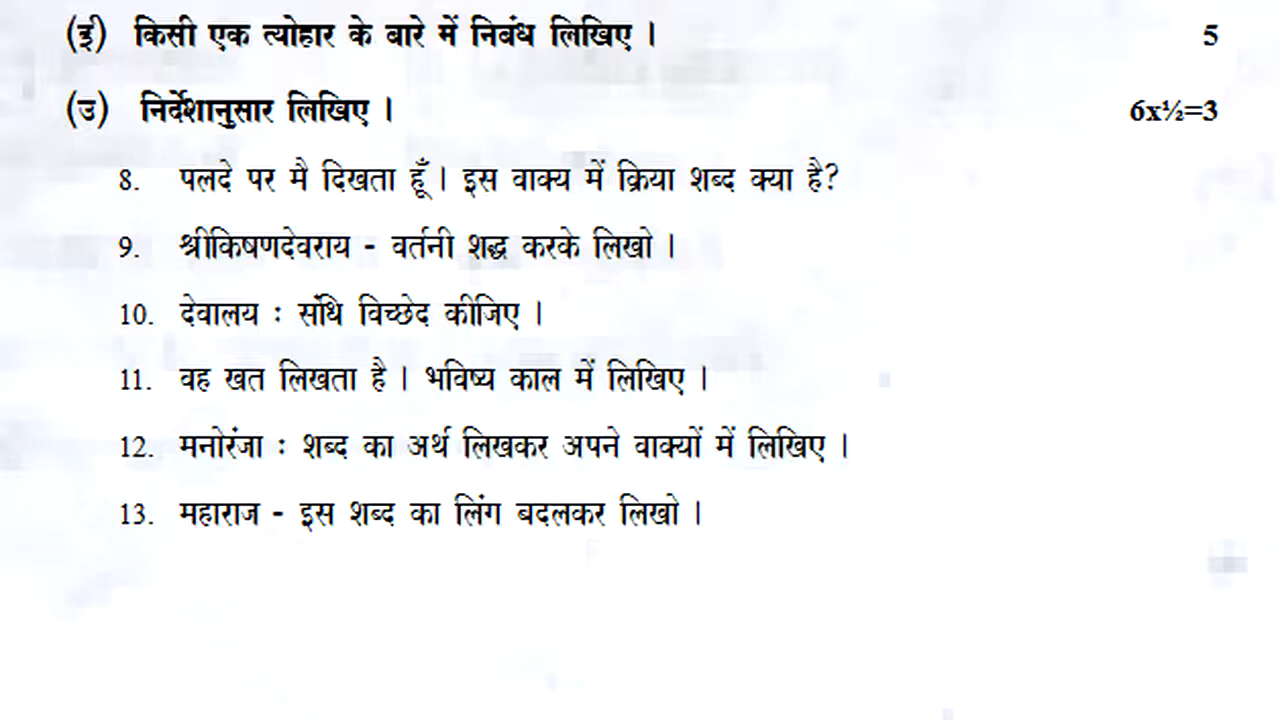 (इ) किसी एक त्योहार के बारे में निबंध लिखिए । 5
(उ) निर्देशानुसार लिखिए । 6x½=3
8. पलदे पर मै दिखता हूँ । इस वाक्य में क्रिया शब्द क्या है?
9. श्रीकिषणदेवराय - वर्तनी शद्ध करके लिखो ।
10. देवालय : संधि विच्छेद कीजिए ।
11. वह खत लिखता है । भविष्य काल में लिखिए ।
12. मनोरंजा : शब्द का अर्थ लिखकर अपने वाक्यों में लिखिए ।
13. महाराज - इस शब्द का लिंग बदलकर लिखो ।